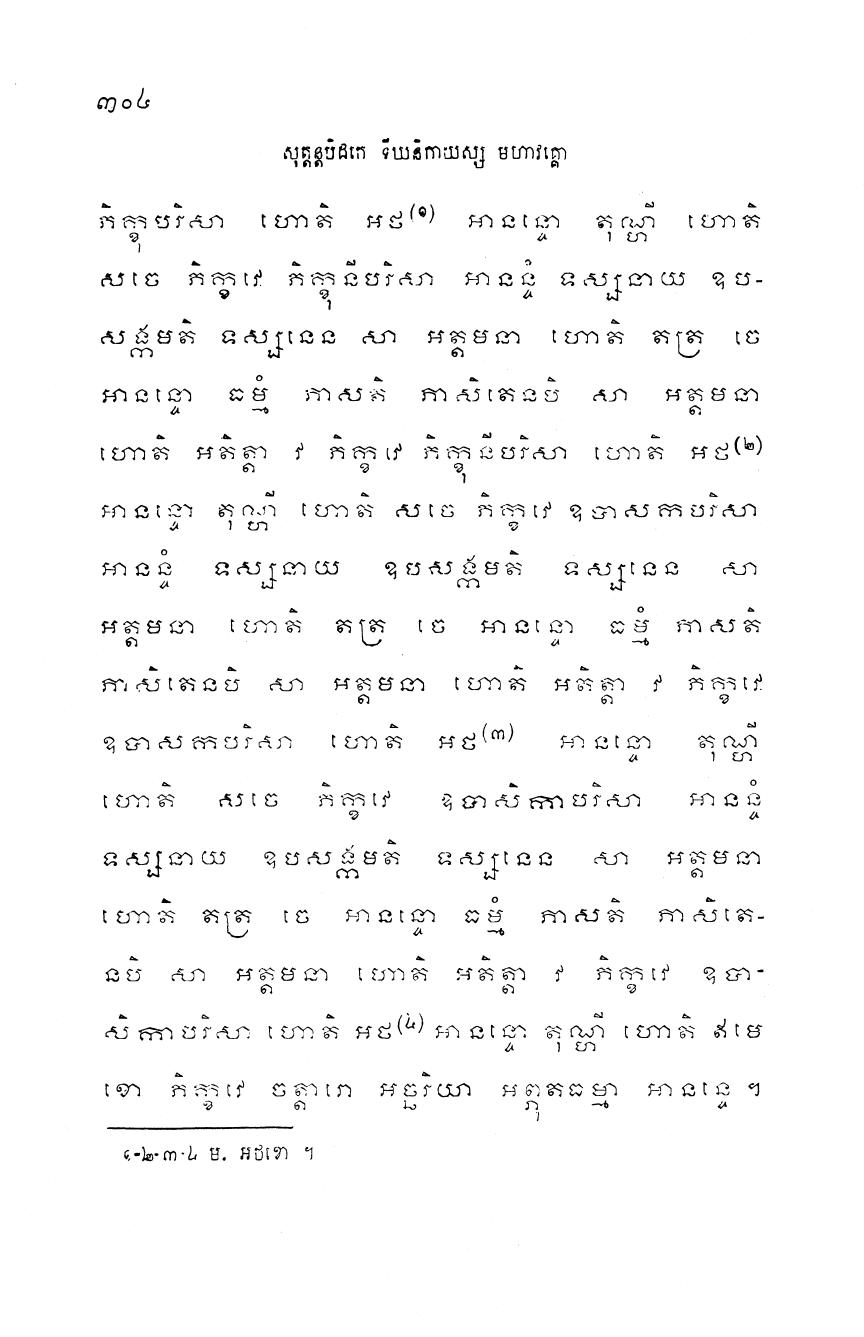 ៣០៤
សុត្តន្តបិដកេ ទីឃនិកាយស្ស មហាវគ្គោ
ភិក្ខុបរិសា ហោតិ អថ(១) អានន្ទោ តុណ្ហី ហោតិ
សចេ ភិក្ខវេ ភិក្ខុនីបរិសា អានន្ទំ ទស្សនាយ ឧប-
សង្កមតិ ទស្សនេន សា អត្តមនា ហោតិ តត្រ ចេ
អានន្ទោ ធម្មំ ភាសតិ ភាសិតេនបិ សា អត្តមនា
ហោតិ អតិត្តា វ ភិក្ខវេ ភិក្ខុនីបរិសា ហោតិ អថ(២)
អានន្ទោ តុណ្ហី ហោតិ សចេ ភិក្ខវេ ឧបាសកបរិសា
អានន្ទំ ទស្សនាយ ឧបសង្កមតិ ទស្សនេន សា
អត្តមនា ហោតិ តត្រ ចេ អានន្ទោ ធម្មំ ភាសតិ
ភាសិតេនបិ សា អត្តមនា ហោតិ អតិត្តា វ ភិក្ខវេ
ឧបាសកបរិសា ហោតិ អថ(៣) អានន្ទោ តុណ្ហី
ហោតិ សចេ ភិក្ខវេ ឧបាសិកាបរិសា អានន្ទំ
ទស្សនាយ ឧបសង្កមតិ ទស្សនេន សា អត្តមនា
ហោតិ តត្រ ចេ អានន្ទោ ធម្មំ ភាសតិ ភាសិតេ-
នបិ សា អត្តមនា ហោតិ អតិត្តា វ ភិក្ខវេ ឧបា-
សិកាបរិសា ហោតិ អថ(៤) អានន្ទោ តុណ្ហី ហោតិ ឥមេ
ខោ ភិក្ខវេ ចត្តារោ អច្ឆរិយា អព្ភុតធម្មា អានន្ទេ ។
១-២-៣-៤ ម. អថខោ ។